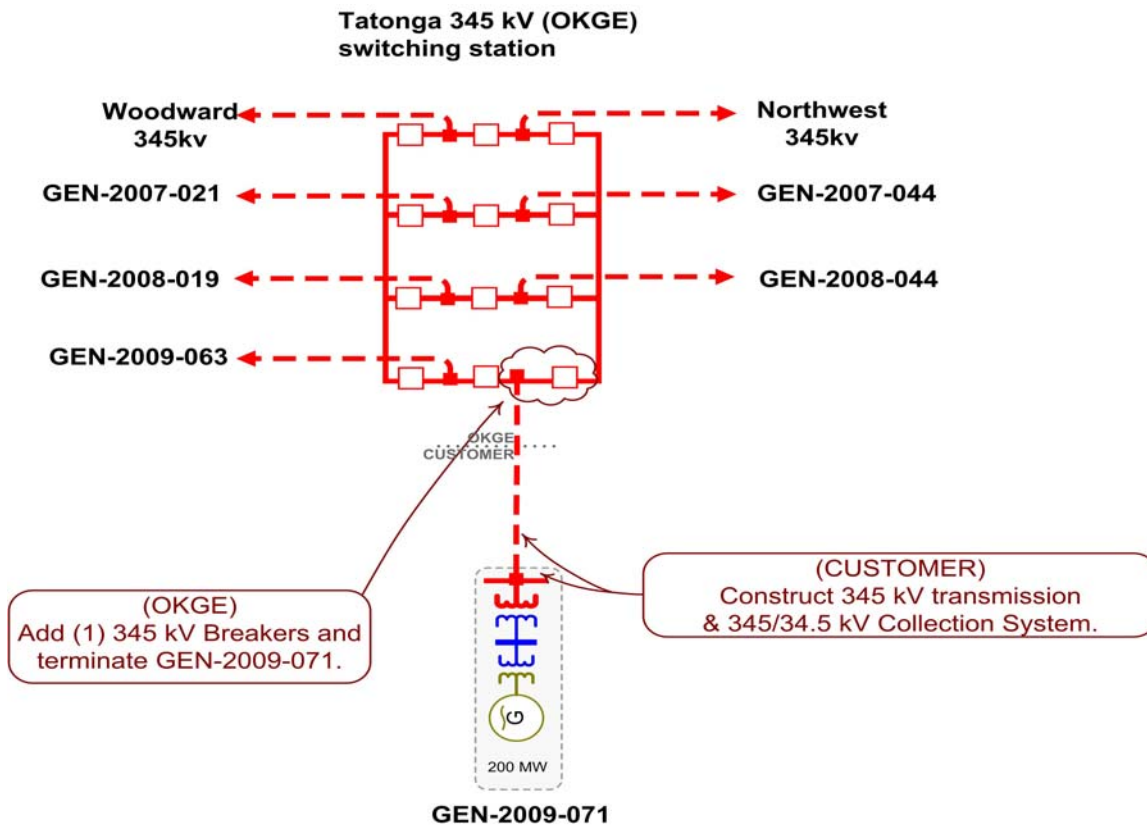 Tatonga 345 kV (OKGE)
switching station
Woodward
345kv
Northwest
345kv
GEN-2007-021
GEN-2007-044
GEN-2008-019
GEN-2008-044
GEN-2009-063
OKGE
CUSTOMER
(OKGE)
Add (1) 345 kV Breakers and
terminate GEN-2009-071.
(CUSTOMER)
Construct 345 kV transmission
& 345/34.5 kV Collection System.
G
200 MW
GEN-2009-071